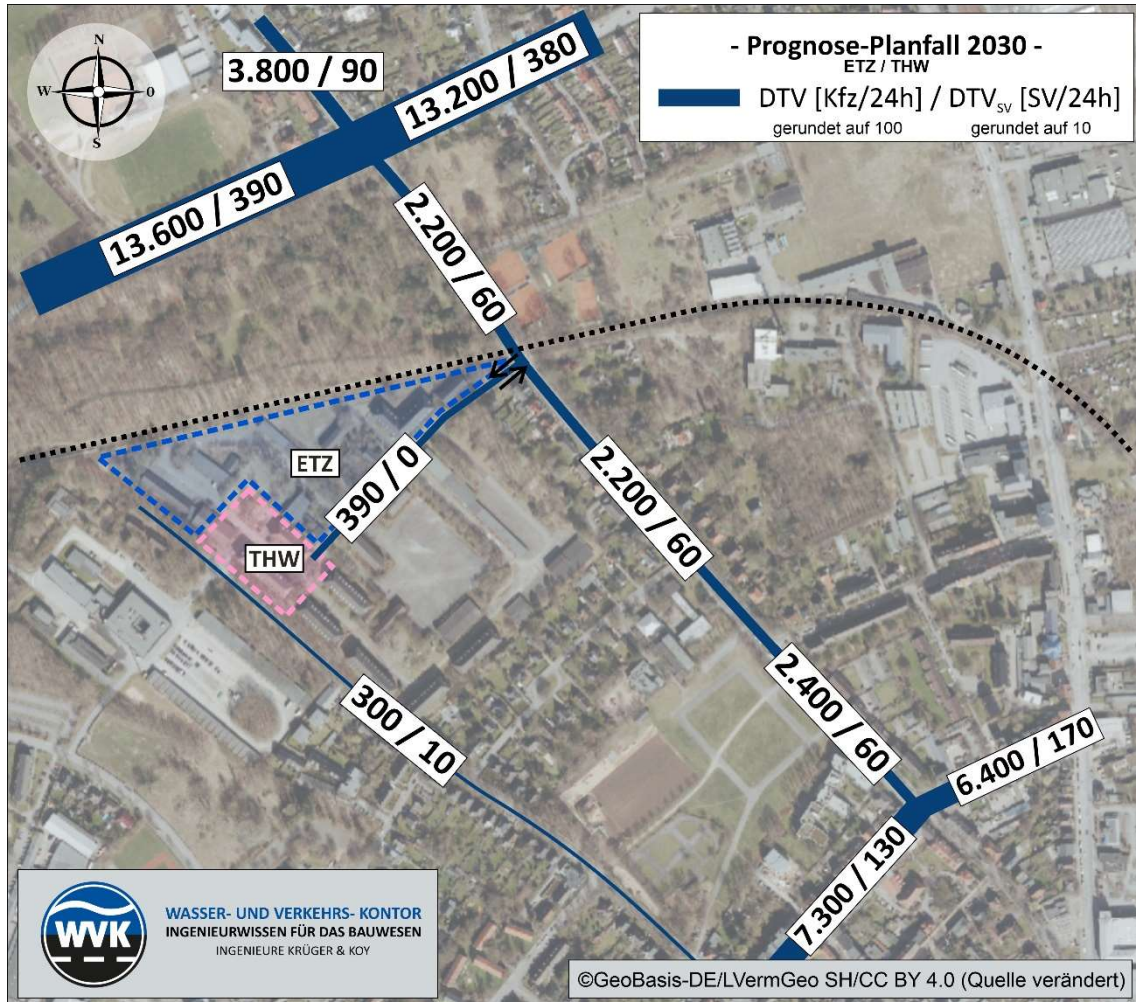 - Prognose-Planfall 2030 -
ETZ / THW
DTV [Kfz/24h] / DTVSV [SV/24h]
gerundet auf 100 gerundet auf 10
N
W O
S
3.800 / 90
13.200 / 380
13.600 / 390
2.200 / 60
ETZ
390 / 0
2.200 / 60
THW
300 / 10
2.400 / 60
6.400 / 170
7.300 / 130
WVK
WASSER- UND VERKEHRS- KONTOR
INGENIEURWISSEN FÜR DAS BAUWESEN
INGENIEURE KRÜGER & KOY
©GeoBasis-DE/LVermGeo SH/CC BY 4.0 (Quelle verändert)